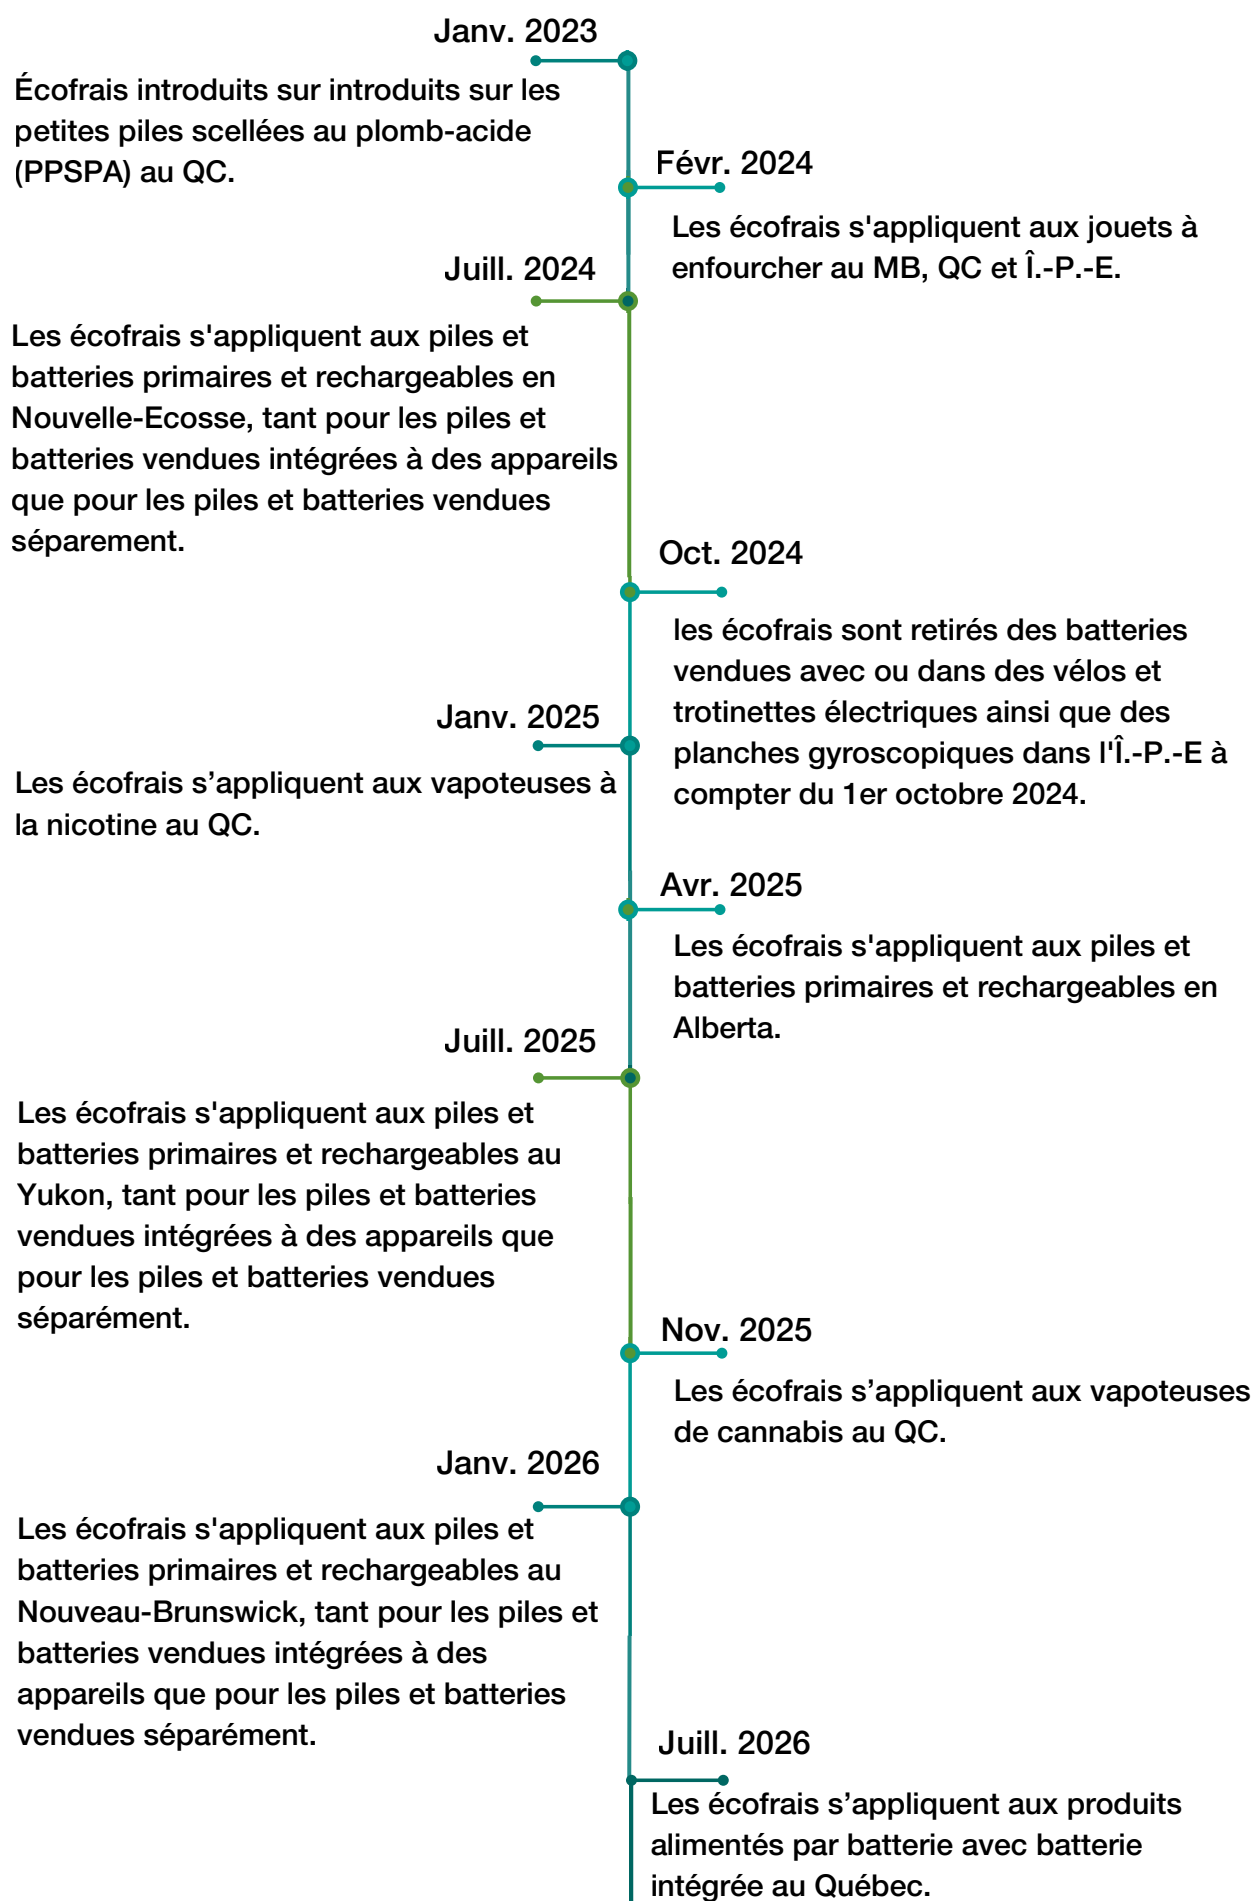 Janv. 2023
Écofrais introduits sur introduits sur les
petites piles scellées au plomb-acide
(PPSPA) au QC.
Févr. 2024
Les écofrais s'appliquent aux jouets à
enfourcher au MB, QC et Î.-P.-E.
Juill. 2024
Les écofrais s'appliquent aux piles et
batteries primaires et rechargeables en
Nouvelle-Ecosse, tant pour les piles et
batteries vendues intégrées à des appareils
que pour les piles et batteries vendues
séparement.
Oct. 2024
les écofrais sont retirés des batteries
vendues avec ou dans des vélos et
trotinettes électriques ainsi que des
planches gyroscopiques dans l'Î.-P.-E à
compter du 1er octobre 2024.
Janv. 2025
Les écofrais s’appliquent aux vapoteuses à
la nicotine au QC.
Avr. 2025
Les écofrais s'appliquent aux piles et
batteries primaires et rechargeables en
Alberta.
Juill. 2025
Les écofrais s'appliquent aux piles et
batteries primaires et rechargeables au
Yukon, tant pour les piles et batteries
vendues intégrées à des appareils que
pour les piles et batteries vendues
séparément.
Nov. 2025
Les écofrais s’appliquent aux vapoteuses
de cannabis au QC.
Janv. 2026
Les écofrais s'appliquent aux piles et
batteries primaires et rechargeables au
Nouveau-Brunswick, tant pour les piles et
batteries vendues intégrées à des
appareils que pour les piles et batteries
vendues séparément.
Juill. 2026
Les écofrais s’appliquent aux produits
alimentés par batterie avec batterie
intégrée au Québec.